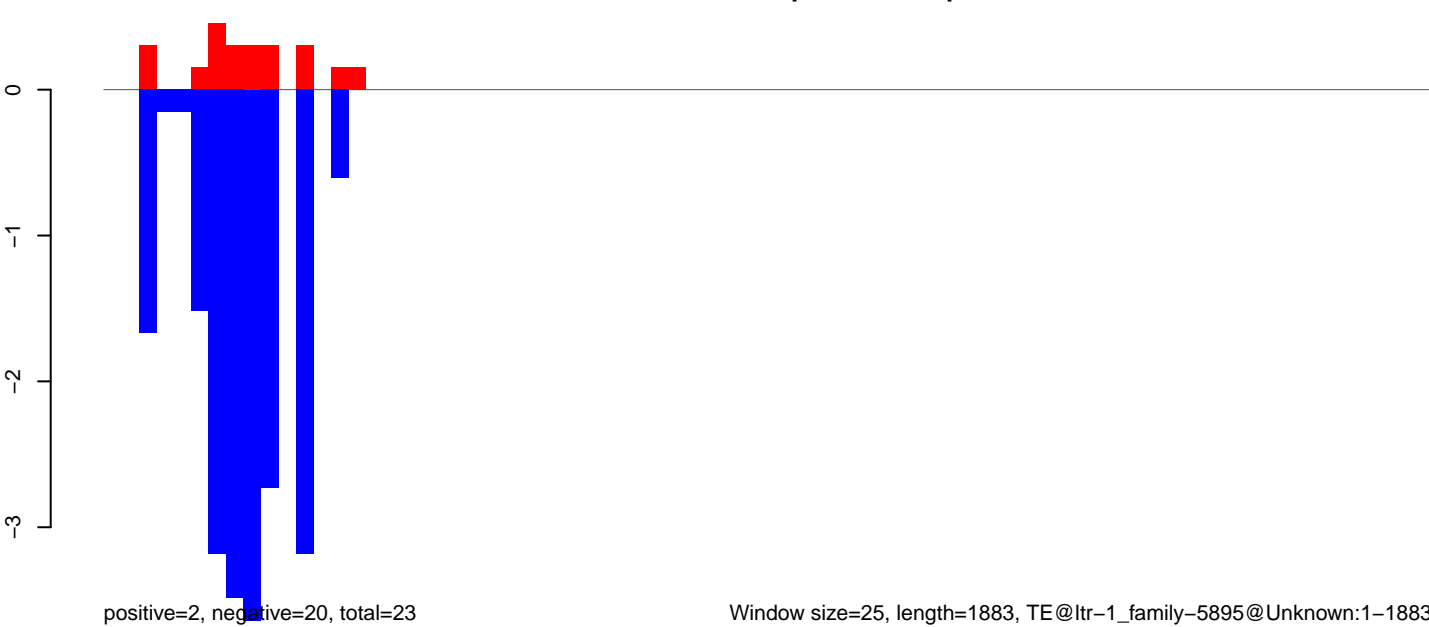 0
−1
−2
−3
positive=2, negative=20, total=23
Window size=25, length=1883, TE@ltr−1_family−5895@Unknown:1−1883